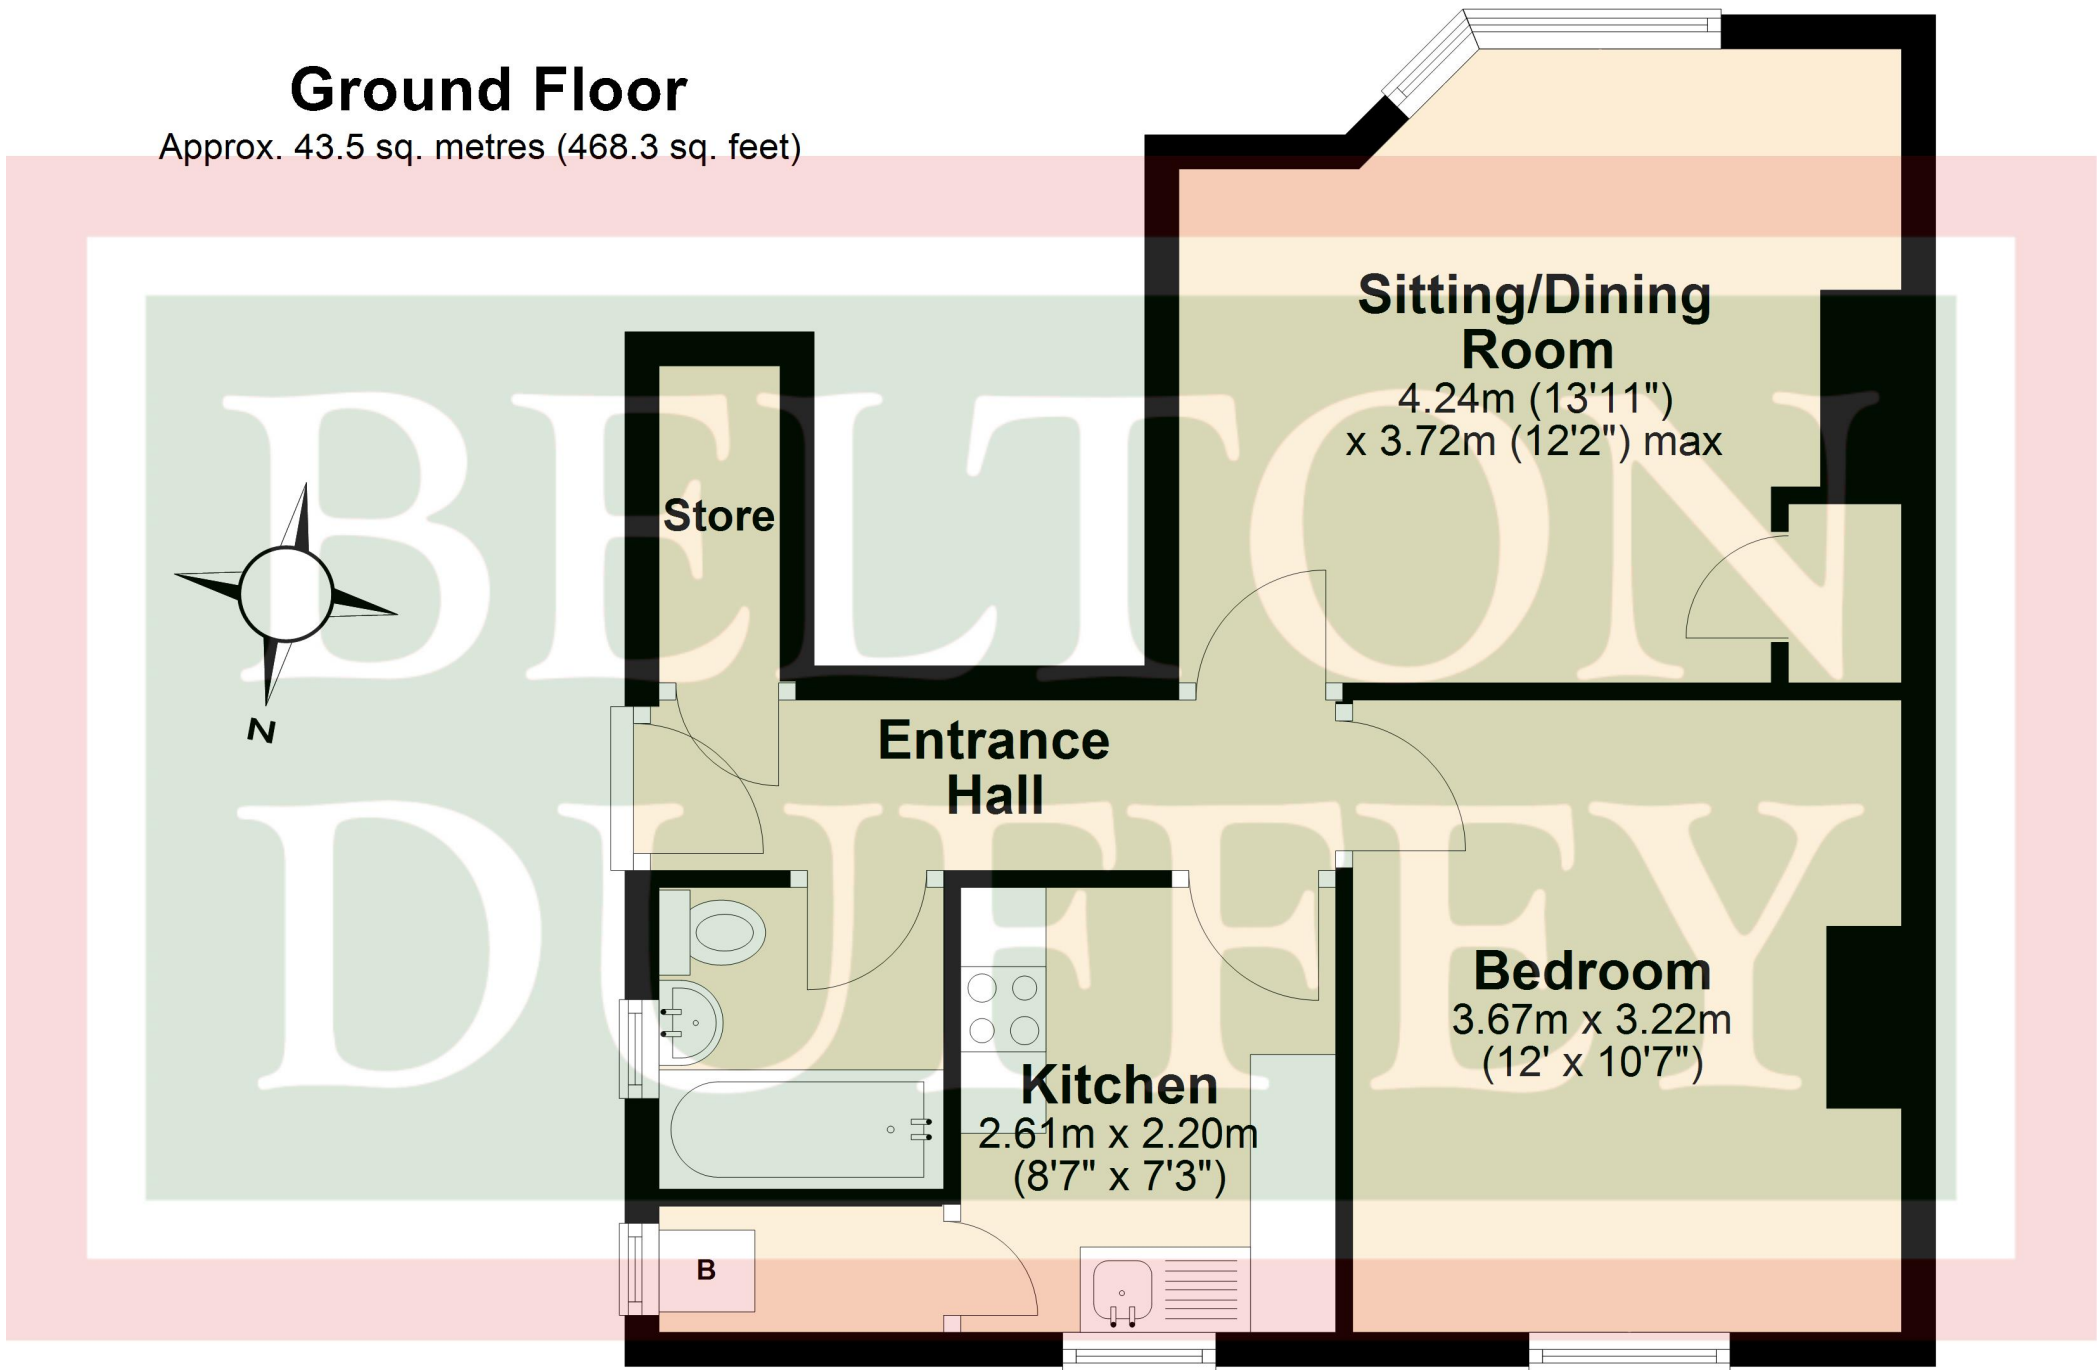 Ground Floor
Approx. 43.5 sq. metres (468.3 sq. feet)
Sitting/Dining
Room
4.24m (13'11")
x 3.72m (12'2") max
Store
N
Entrance
Hall
Bedroom
3.67m x 3.22m
(12' x 10'7")
Kitchen
2.61m x 2.20m
(8'7" x 7'3")
B
BELTON
DUFFEY